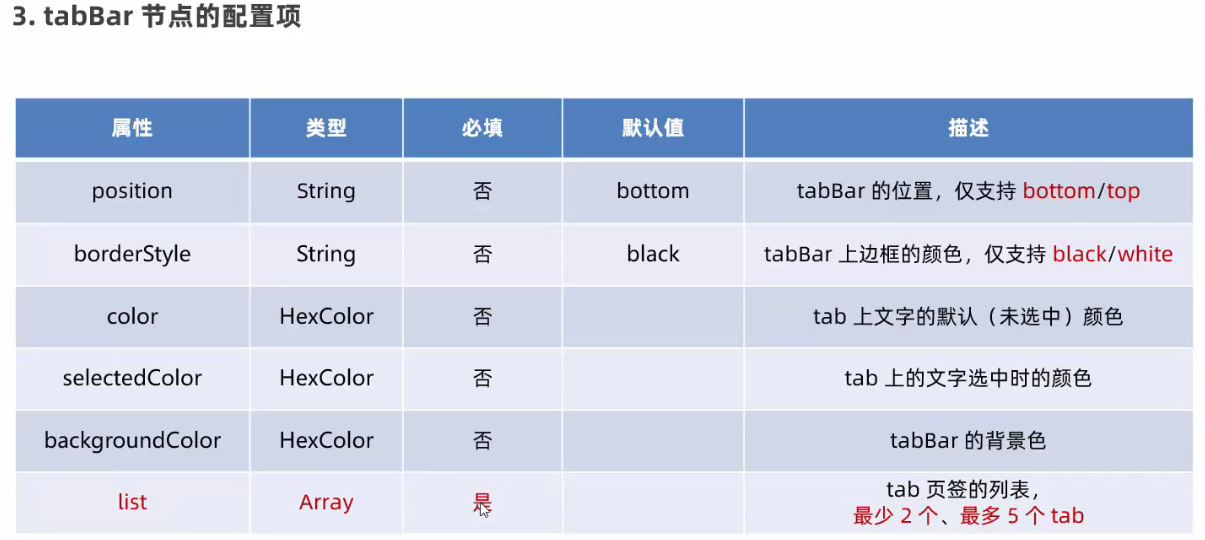 3. tabBar 节点的配置项
属性 类型 必填 默认值 描述
position String 否 bottom tabBar 的位置，仅支持 bottom/top
borderStyle String 否 black tabBar 上边框的颜色，仅支持 black/white
color HexColor 否 tab 上文字的默认（未选中）颜色
selectedColor HexColor 否 tab 上的文字选中时的颜色
backgroundColor HexColor 否 tabBar 的背景色
list Array 是 tab 页签的列表，
最少 2 个、最多 5 个 tab